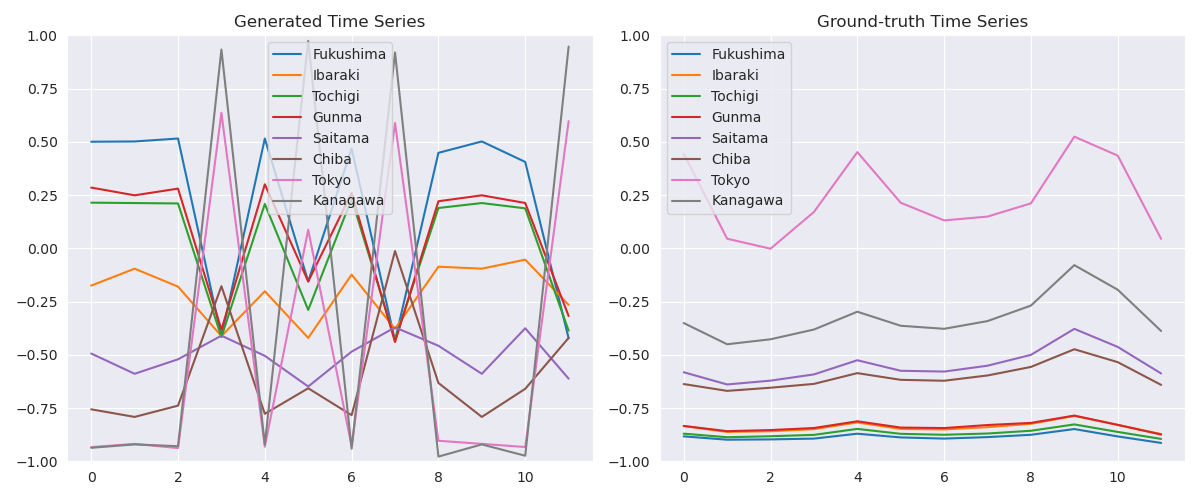 Generated Time Series
1.00
0.75
0.50
0.25
0.00
−0.25
−0.50
−0.75
−1.00
0 2 4 6 8 10
Fukushima
Ibaraki
Tochigi
Gunma
Saitama
Chiba
Tokyo
Kanagawa
Ground-truth Time Series
1.00
0.75
0.50
0.25
0.00
−0.25
−0.50
−0.75
−1.00
0 2 4 6 8 10
Fukushima
Ibaraki
Tochigi
Gunma
Saitama
Chiba
Tokyo
Kanagawa